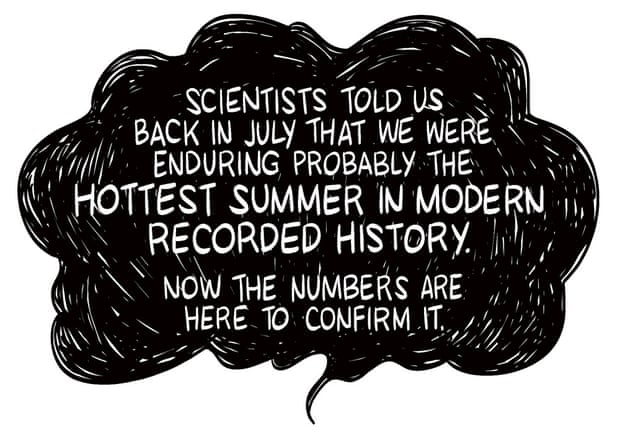 SCIENTISTS TOLD US
BACK IN JULY THAT WE WERE
ENDURING PROBABLY THE
HOTTEST SUMMER IN MODERN
RECORDED HISTORY.
NOW THE NUMBERS ARE
HERE TO CONFIRM IT.